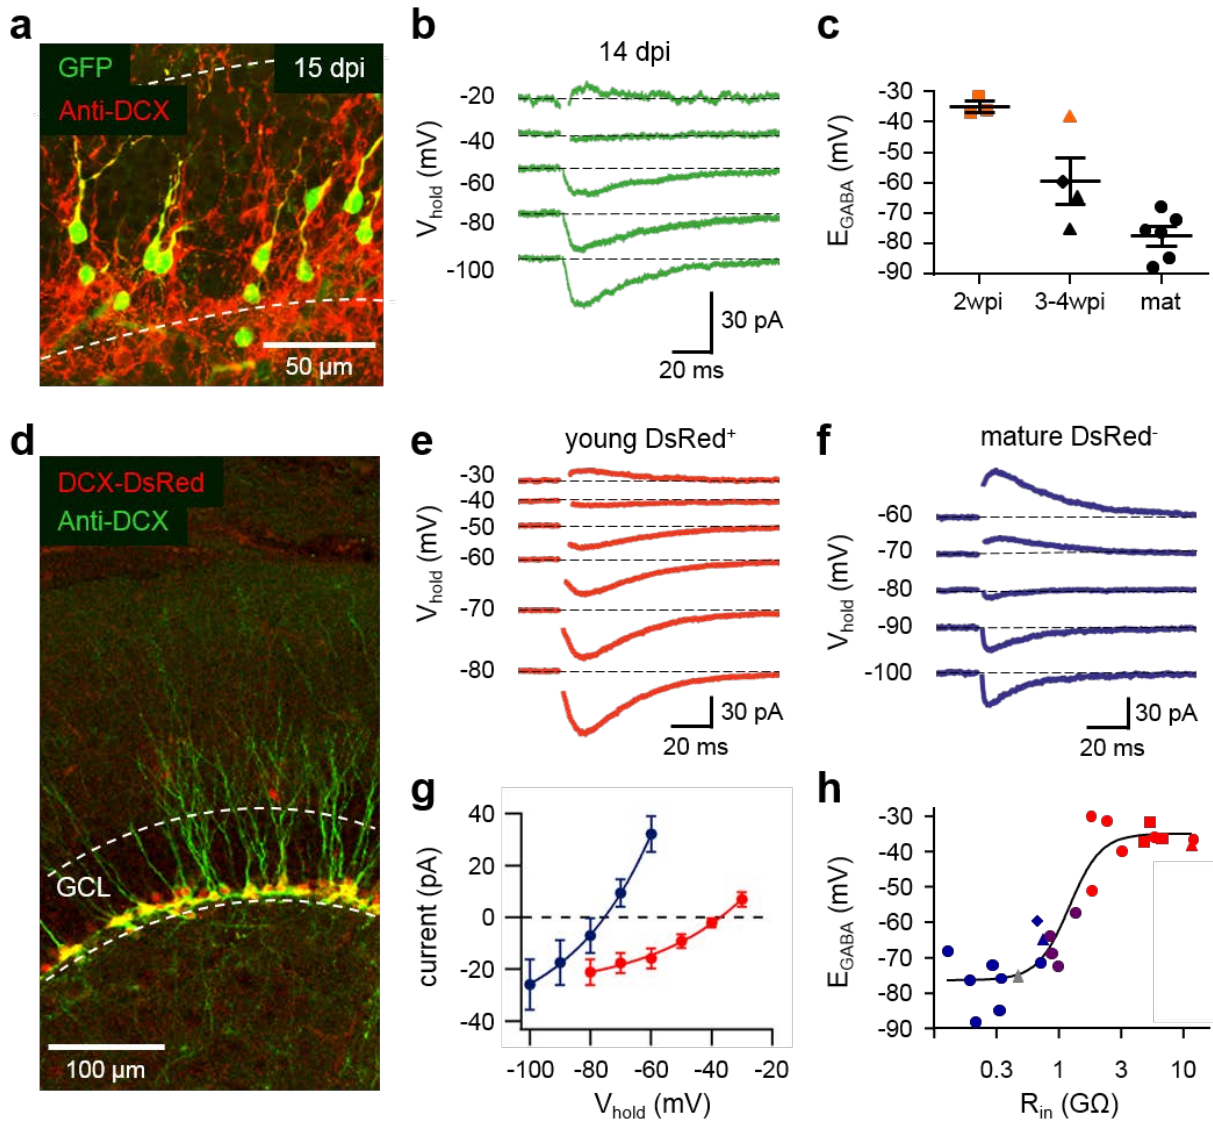 a
GFP
15 dpi
Anti-DCX
50 µm
b
14 dpi
Vhold (mV)
-20
-40
-60
-80
-100
30 pA
20 ms
c
EGABA (mV)
-30
-40
-50
-60
-70
-80
-90
2wpi
3-4wpi
mat
d
DCX-DsRed
Anti-DCX
GCL
100 µm
e
young DsRed+
Vhold (mV)
-30
-40
-50
-60
-70
-80
30 pA
20 ms
f
mature DsRed-
Vhold (mV)
-60
-70
-80
-90
-100
30 pA
20 ms
g
current (pA)
40
20
0
-20
-40
-100
-80
-60
-40
-20
Vhold (mV)
h
EGABA (mV)
-30
-40
-50
-60
-70
-80
-90
0.3
1
3
10
Rin (GΩ)